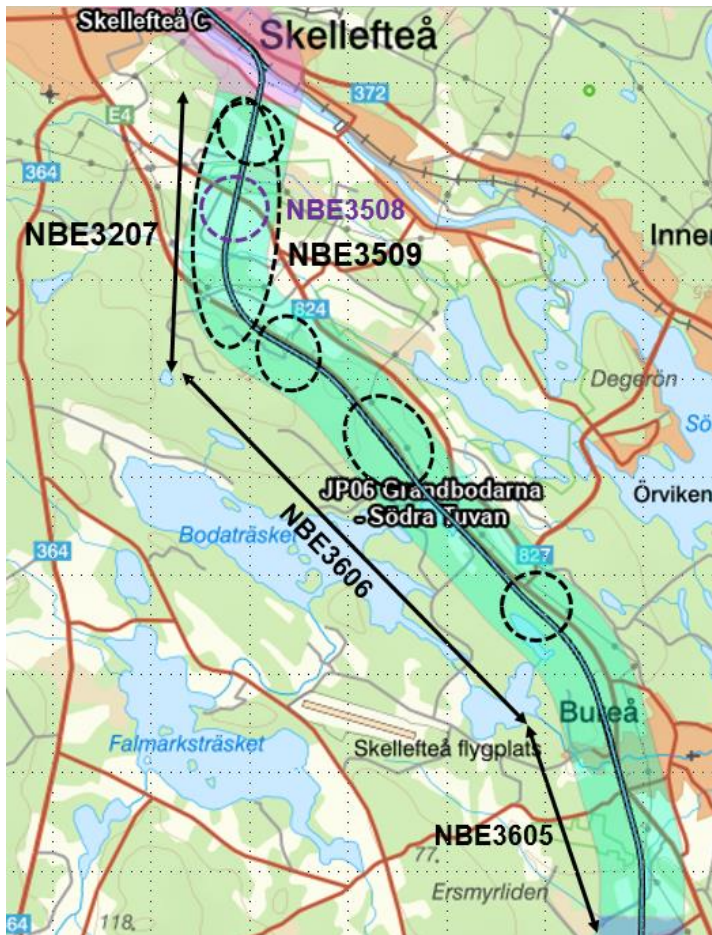 Skellefteå C
Skellefteå
372
E4
364
NBE3508
NBE3207
NBE3509
Inner
824
Degerön
Sö
JP06 Grandbodarna
- Södra Tuvan
Örviken
Bodaträsket
NBE3606
364
827
Bureå
Falmarksträsket
Skellefteå flygplats
NBE3605
77.
Ersmyrliden
64
118.